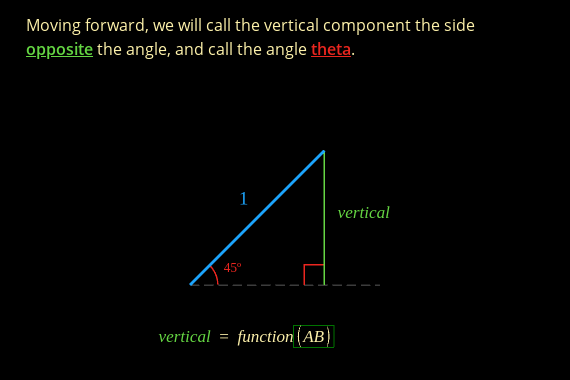 Moving forward, we will call the vertical component the side
opposite the angle, and call the angle theta.
1
vertical
45°
vertical = function(AB)